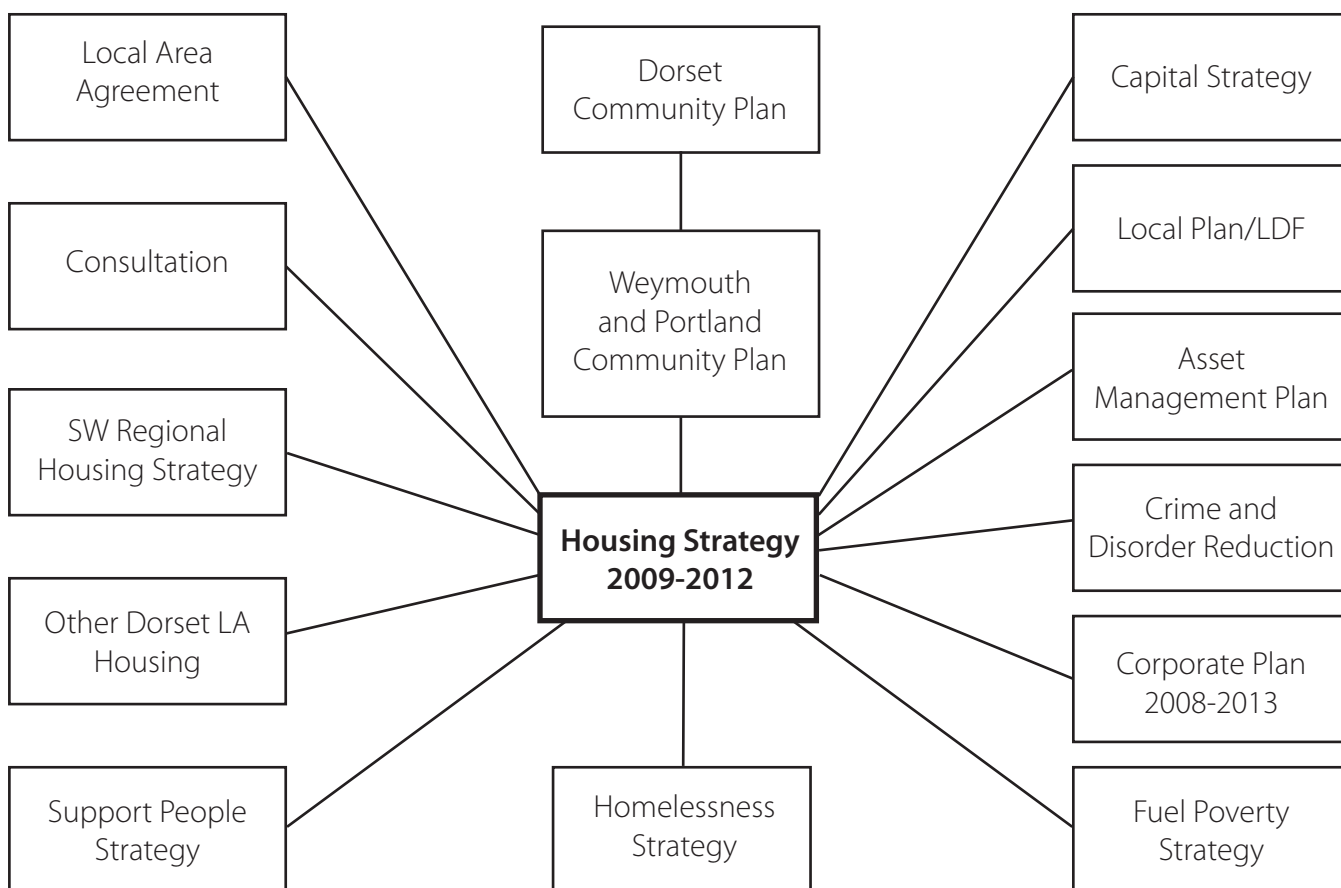 Local Area
Agreement
Consultation
SW Regional
Housing Strategy
Other Dorset LA
Housing
Support People
Strategy
Dorset
Community Plan
Weymouth
and Portland
Community Plan
Housing Strategy
2009-2012
Homelessness
Strategy
Capital Strategy
Local Plan/LDF
Asset
Management Plan
Crime and
Disorder Reduction
Corporate Plan
2008-2013
Fuel Poverty
Strategy